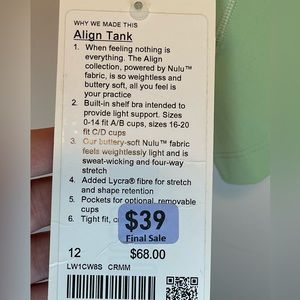 WHY WE MADE THIS
Align Tank
1. When feeling nothing is
everything. The Align
collection, powered by Nulu™
fabric, is so weightless and
buttery soft, all you feel is
your practice
2. Built-in shelf bra intended to
provide light support. Sizes
0-14 fit A/B cups, sizes 16-20
fit C/D cups
3. Our buttery-soft Nulu™ fabric
feels weightlessly light and is
sweat-wicking and four-way
stretch
4. Added Lycra® fibre for stretch
and shape retention
5. Pockets for optional, removable
cups
6. Tight fit,
$39
Final Sale
12 $68.00
LW1CW8S CRMM